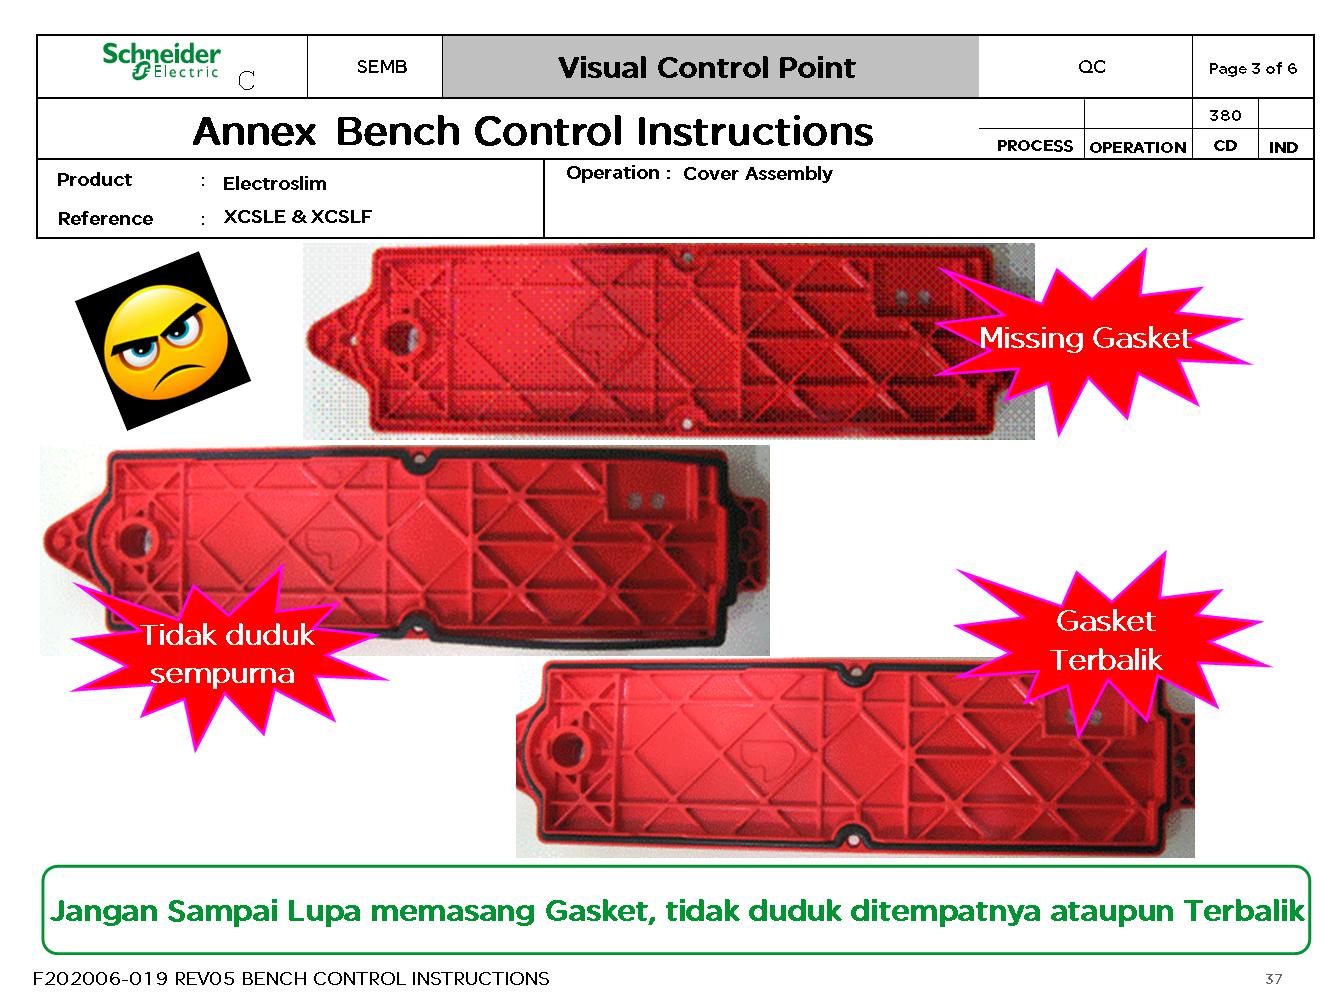 Schneider
Electric
C
SEMB
Visual Control Point
QC
Page 3 of 6
Annex Bench Control Instructions
380
PROCESS
OPERATION
CD
IND
Product : Electroslim
Operation : Cover Assembly
Reference : XCSLE & XCSLF
Missing Gasket
Tidak duduk
sempurna
Gasket
Terbalik
Jangan Sampai Lupa memasang Gasket, tidak duduk ditempatnya ataupun Terbalik
F202006-019 REV05 BENCH CONTROL INSTRUCTIONS
37